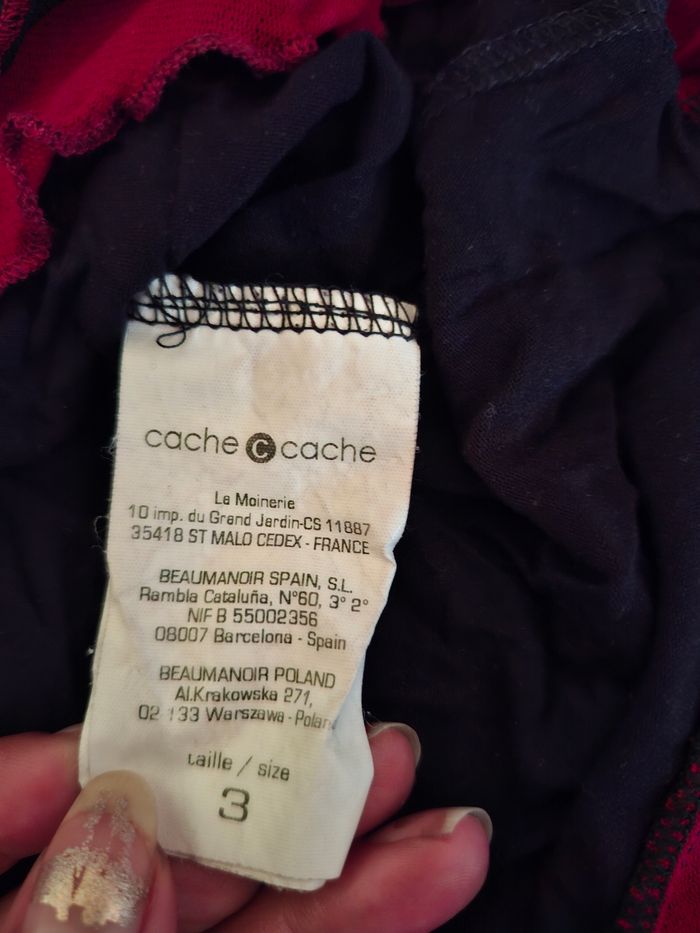 cache c cache
La Moinerie
10 imp. du Grand Jardin-CS 11887
35418 ST MALO CEDEX - FRANCE
BEAUMANOIR SPAIN, S.L.
Rambla Cataluña, N°60, 3° 2°
NIF B 55002356
08007 Barcelona - Spain
BEAUMANOIR POLAND
Al.Krakowska 271,
02 133 Warszawa -
taille / size
3